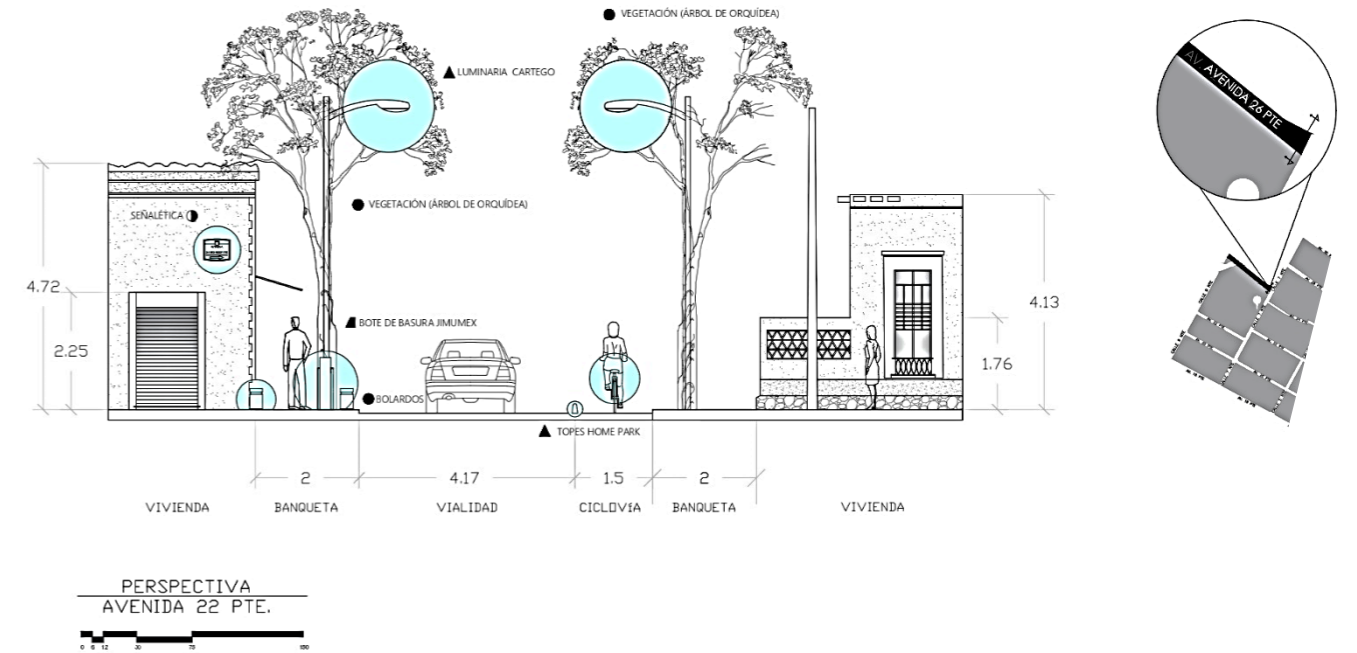 VEGETACIÓN (ÁRBOL DE ORQUÍDEA)
LUMINARIA CARTEGO
AV AVENIDA 26 PTE
VEGETACIÓN (ÁRBOL DE ORQUÍDEA)
SEÑALÉTICA
4.72
4.13
BOTE DE BASURA JIMUMEX
2.25
1.76
BOLARDOS
TOPES HOME PARK
2
4.17
1.5
2
VIVIENDA
BANQUETA
VIALIDAD
CICLOVíA
BANQUETA
VIVIENDA
PERSPECTIVA
AVENIDA 22 PTE.
0